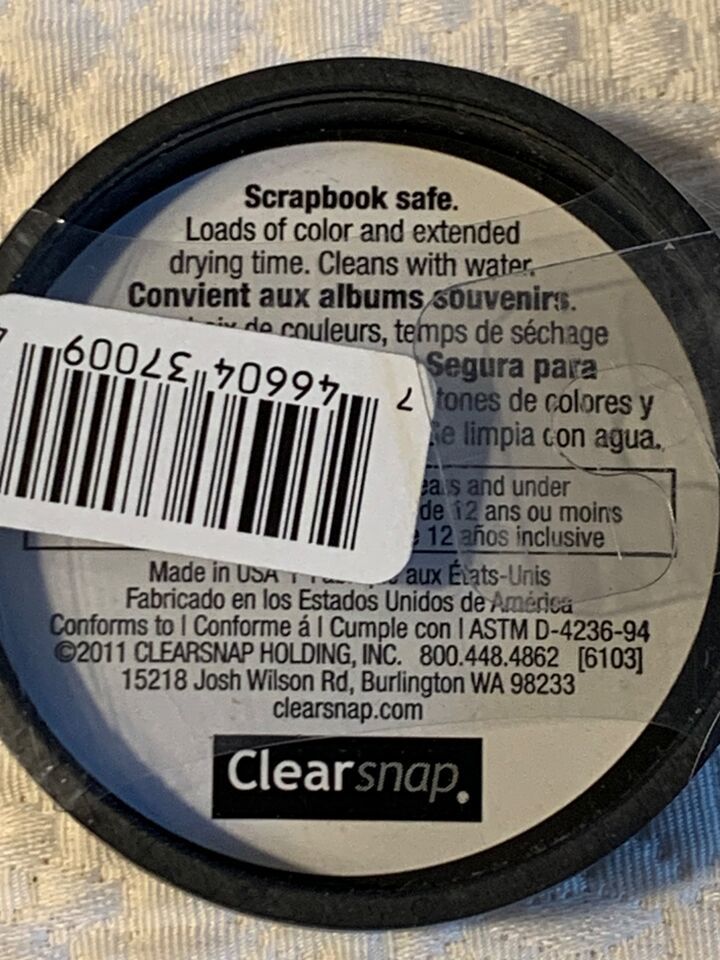 Scrapbook safe.
Loads of color and extended
drying time. Cleans with water.
Convient aux albums souvenirs.
de couleurs, temps de séchage
Segura para
tones de colores y
limpia con agua.
and under
de 12 ans ou moins
12 años inclusive
7 46604 37009
Made in USA | aux États-Unis
Fabricado en los Estados Unidos de América
Conforms to | Conforme á | Cumple con | ASTM D-4236-94
©2011 CLEARSNAP HOLDING, INC. 800.448.4862 [6103]
15218 Josh Wilson Rd, Burlington WA 98233
clearsnap.com
Clearsnap.